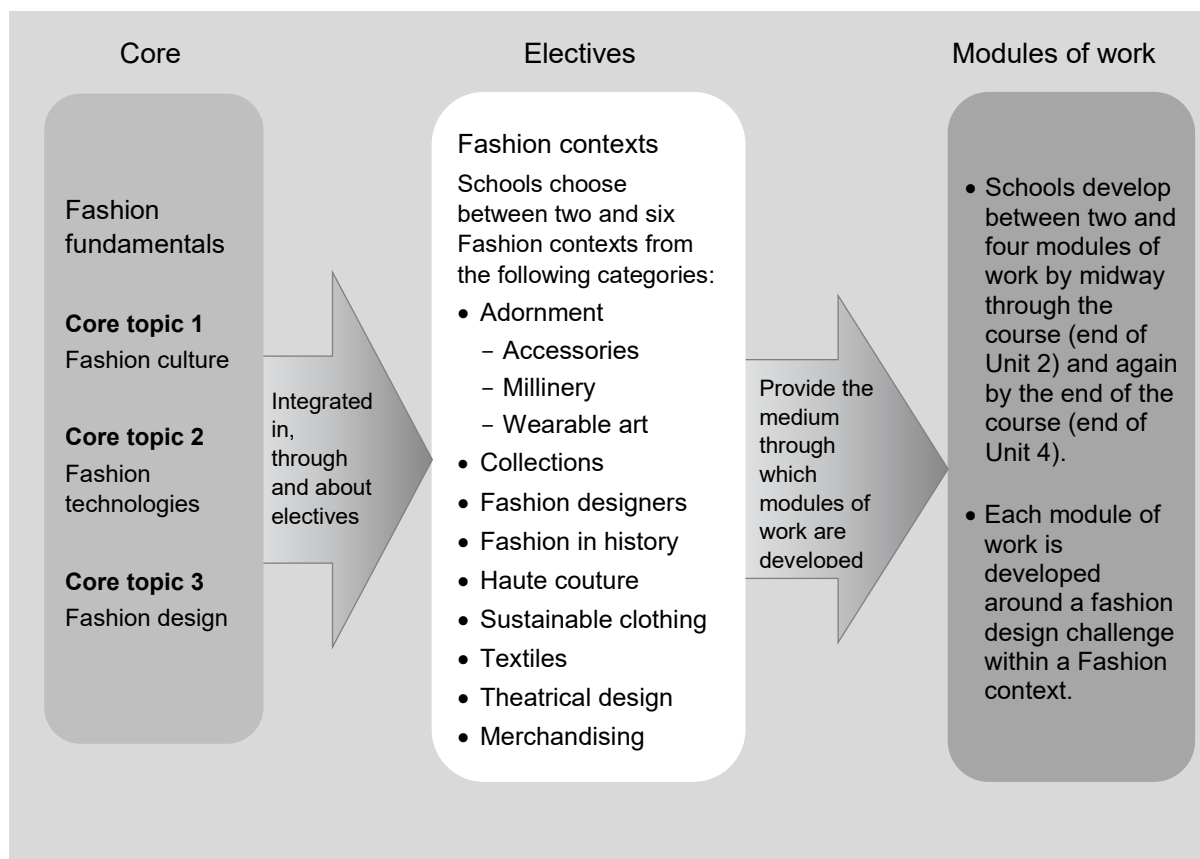 Core
Fashion
fundamentals
Core topic 1
Fashion culture
Core topic 2
Fashion
technologies
Core topic 3
Fashion design
Integrated
in,
through
and about
electives
Electives
Fashion contexts
Schools choose
between two and six
Fashion contexts from
the following categories:
• Adornment
– Accessories
– Millinery
– Wearable art
• Collections
• Fashion designers
• Fashion in history
• Haute couture
• Sustainable clothing
• Textiles
• Theatrical design
• Merchandising
Provide the
medium
through
which
modules of
work are
developed
Modules of work
• Schools develop
between two and
four modules of
work by midway
through the
course (end of
Unit 2) and again
by the end of the
course (end of
Unit 4).
• Each module of
work is
developed
around a fashion
design challenge
within a Fashion
context.